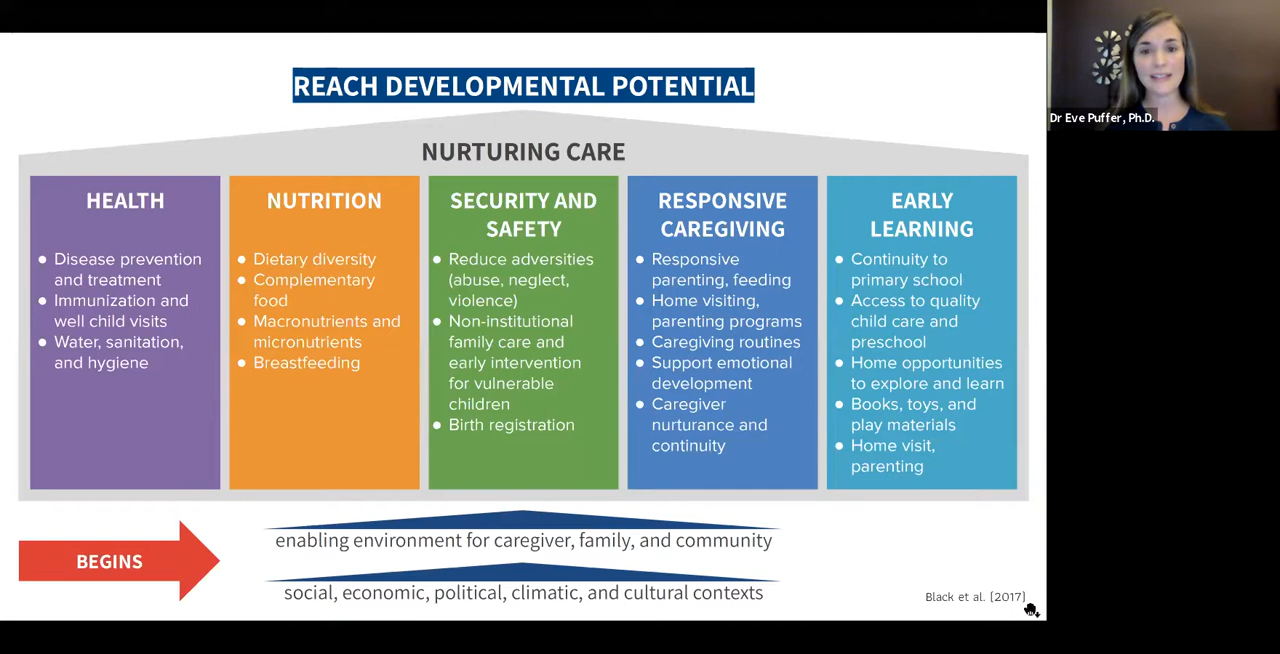 REACH DEVELOPMENTAL POTENTIAL
NURTURING CARE
HEALTH
● Disease prevention
and treatment
● Immunization and
well child visits
● Water, sanitation,
and hygiene
NUTRITION
● Dietary diversity
● Complementary
food
● Macronutrients and
micronutrients
● Breastfeeding
SECURITY AND
SAFETY
● Reduce adversities
(abuse, neglect,
violence)
● Non-institutional
family care and
early intervention
for vulnerable
children
● Birth registration
RESPONSIVE
CAREGIVING
● Responsive
parenting, feeding
● Home visiting,
parenting programs
● Caregiving routines
● Support emotional
development
● Caregiver
nurturance and
continuity
EARLY
LEARNING
● Continuity to
primary school
● Access to quality
child care and
preschool
● Home opportunities
to explore and learn
● Books, toys, and
play materials
● Home visit,
parenting
BEGINS
enabling environment for caregiver, family, and community
social, economic, political, climatic, and cultural contexts
Black et al. [2017]
Dr Eve Puffer, Ph.D.